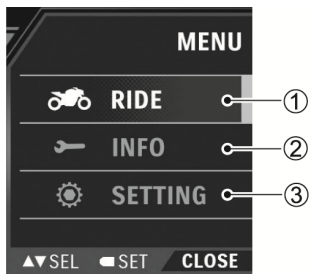 MENU
RIDE ①
INFO ②
SETTING ③
▲▼SEL SET CLOSE